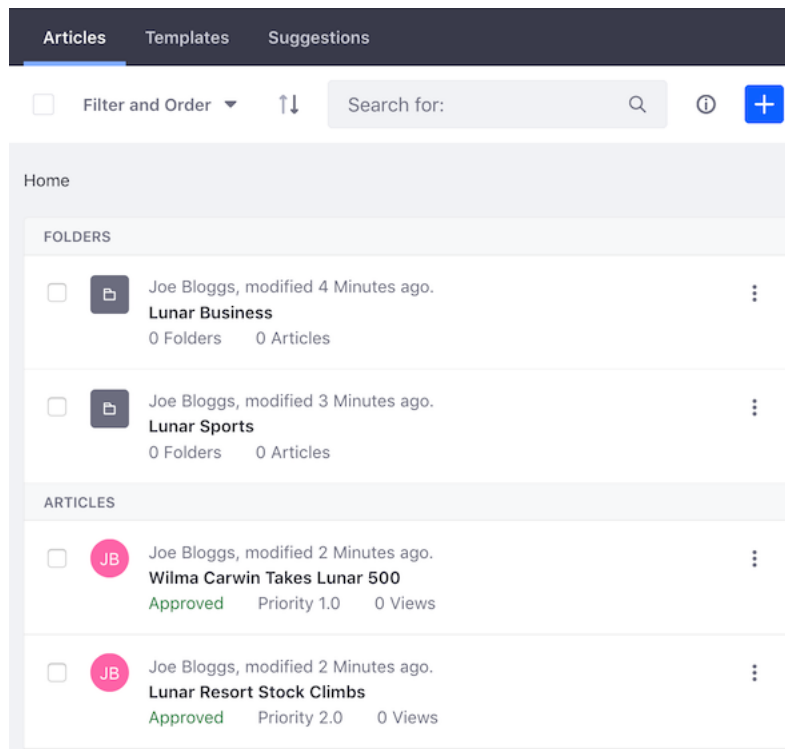 Articles Templates Suggestions
Filter and Order Search for:
Home
FOLDERS
Joe Bloggs, modified 4 Minutes ago.
Lunar Business
0 Folders 0 Articles
Joe Bloggs, modified 3 Minutes ago.
Lunar Sports
0 Folders 0 Articles
ARTICLES
JB Joe Bloggs, modified 2 Minutes ago.
Wilma Carwin Takes Lunar 500
Approved Priority 1.0 0 Views
JB Joe Bloggs, modified 2 Minutes ago.
Lunar Resort Stock Climbs
Approved Priority 2.0 0 Views